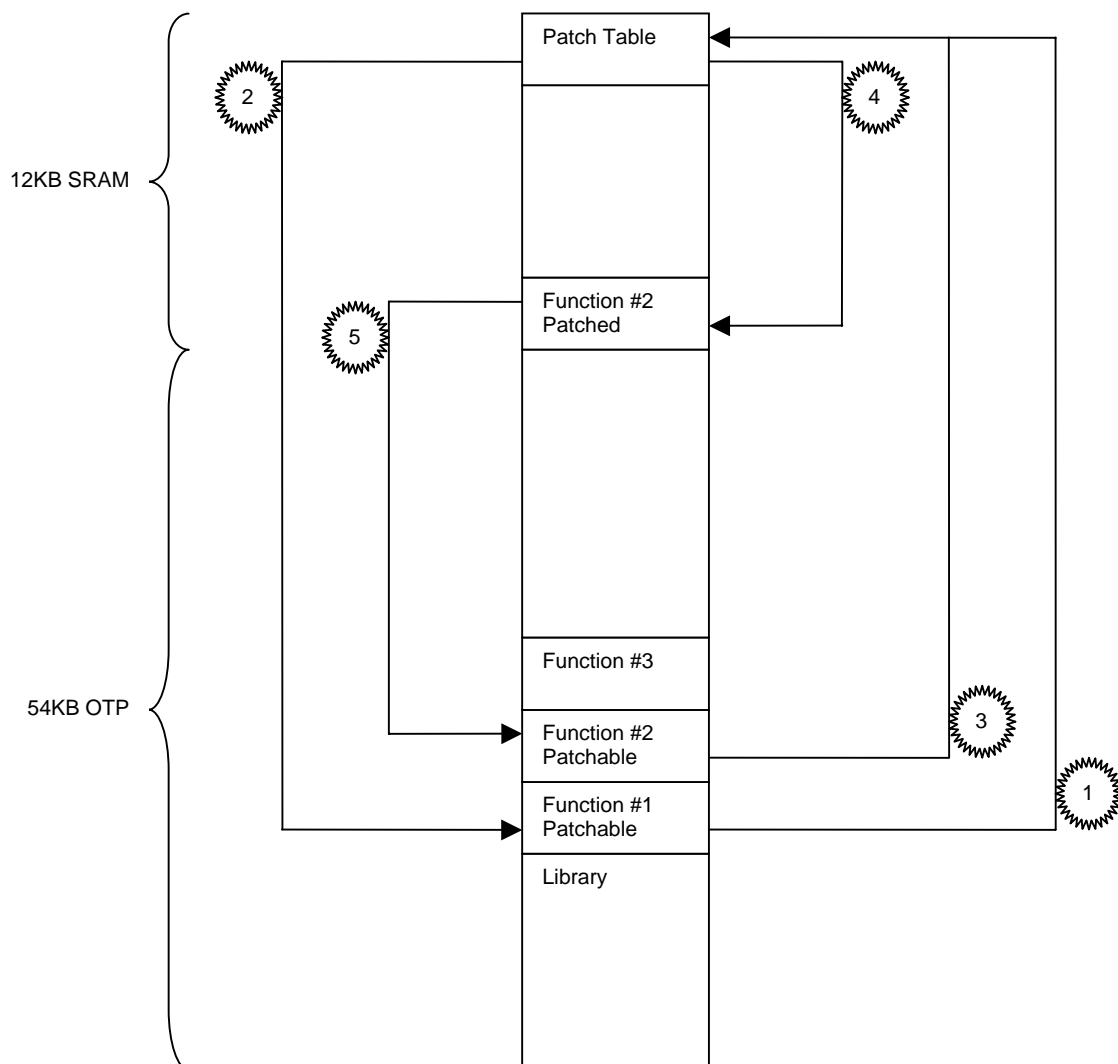 Patch Table
2
4
12KB SRAM
Function #2
Patched
5
Function #3
54KB OTP
3
Function #2
Patchable
1
Function #1
Patchable
Library